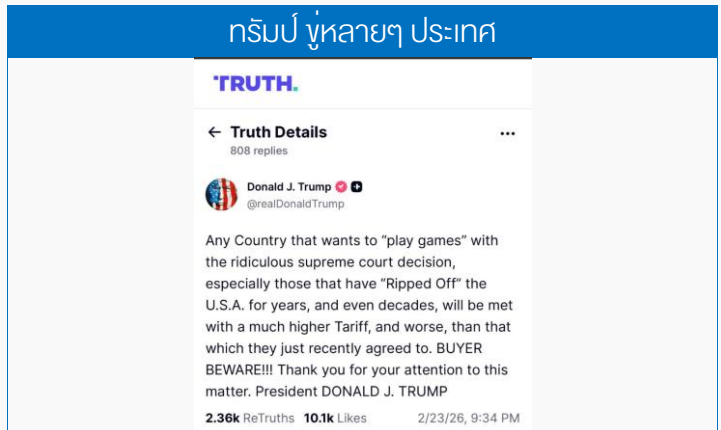 ทรัมป์ ขู่หลายๆ ประเทศ
TRUTH.
← Truth Details
808 replies
Donald J. Trump
@realDonaldTrump
Any Country that wants to “play games” with
the ridiculous supreme court decision,
especially those that have “Ripped Off” the
U.S.A. for years, and even decades, will be met
with a much higher Tariff, and worse, than that
which they just recently agreed to. BUYER
BEWARE!!! Thank you for your attention to this
matter. President DONALD J. TRUMP
2.36k ReTruths 10.1k Likes 2/23/26, 9:34 PM